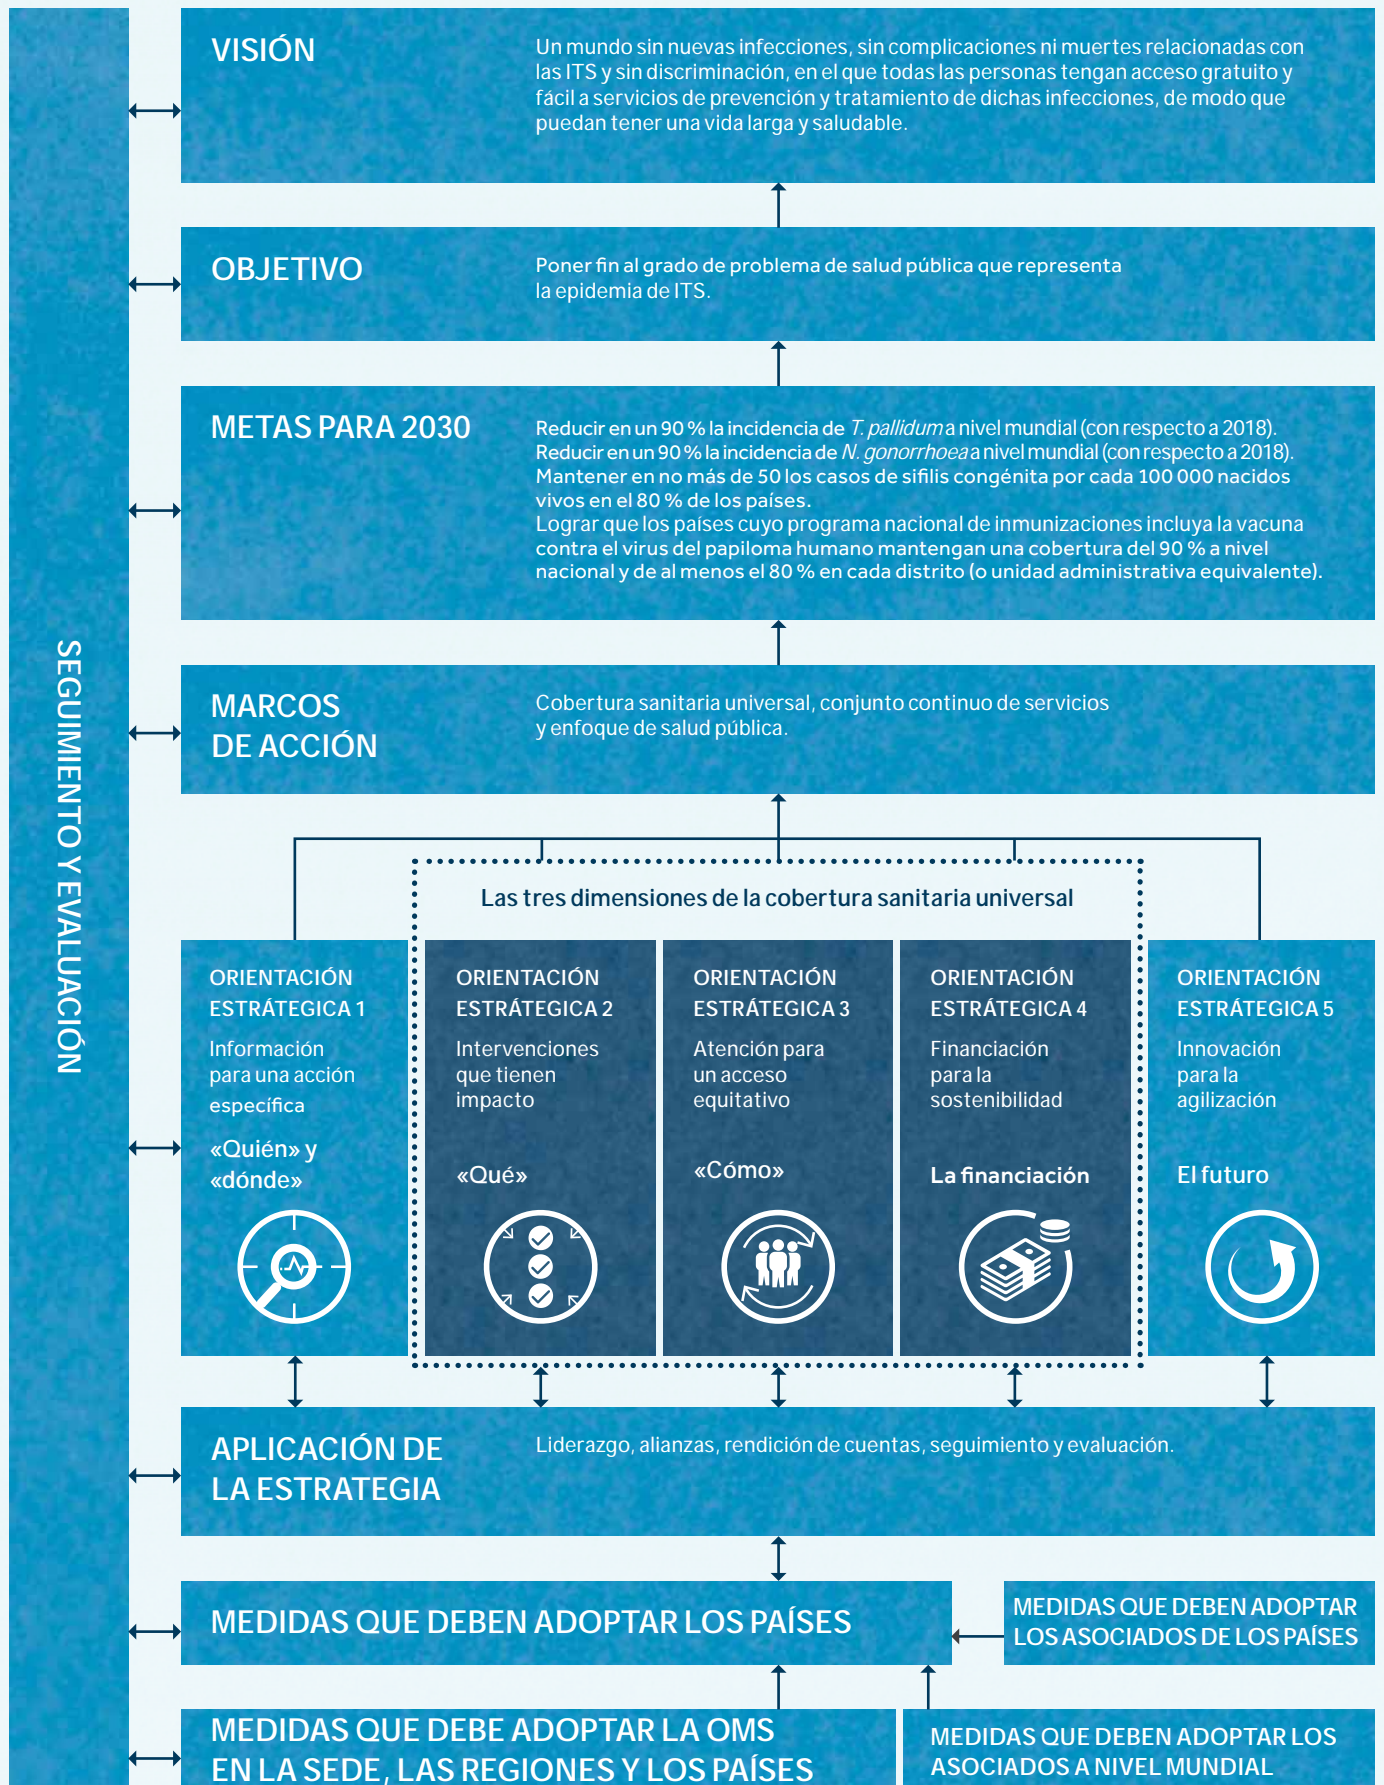 SEGUIMIENTO Y EVALUACIÓN
VISIÓN
Un mundo sin nuevas infecciones, sin complicaciones ni muertes relacionadas con
las ITS y sin discriminación, en el que todas las personas tengan acceso gratuito y
fácil a servicios de prevención y tratamiento de dichas infecciones, de modo que
puedan tener una vida larga y saludable.
OBJETIVO
Poner fin al grado de problema de salud pública que representa
la epidemia de ITS.
METAS PARA 2030
Reducir en un 90 % la incidencia de T. pallidum a nivel mundial (con respecto a 2018).
Reducir en un 90 % la incidencia de N. gonorrhoea a nivel mundial (con respecto a 2018).
Mantener en no más de 50 los casos de sifilis congénita por cada 100 000 nacidos
vivos en el 80 % de los países.
Lograr que los países cuyo programa nacional de inmunizaciones incluya la vacuna
contra el virus del papiloma humano mantengan una cobertura del 90 % a nivel
nacional y de al menos el 80 % en cada distrito (o unidad administrativa equivalente).
MARCOS
DE ACCIÓN
Cobertura sanitaria universal, conjunto continuo de servicios
y enfoque de salud pública.
Las tres dimensiones de la cobertura sanitaria universal
ORIENTACIÓN
ESTRÁTEGICA 1
Información
para una acción
específica
«Quién» y
«dónde»
ORIENTACIÓN
ESTRÁTEGICA 2
Intervenciones
que tienen
impacto
«Qué»
ORIENTACIÓN
ESTRÁTEGICA 3
Atención para
un acceso
equitativo
«Cómo»
ORIENTACIÓN
ESTRÁTEGICA 4
Financiación
para la
sostenibilidad
La financiación
ORIENTACIÓN
ESTRÁTEGICA 5
Innovación
para la
agilización
El futuro
APLICACIÓN DE
LA ESTRATEGIA
Liderazgo, alianzas, rendición de cuentas, seguimiento y evaluación.
MEDIDAS QUE DEBEN ADOPTAR LOS PAÍSES
MEDIDAS QUE DEBEN ADOPTAR
LOS ASOCIADOS DE LOS PAÍSES
MEDIDAS QUE DEBE ADOPTAR LA OMS
EN LA SEDE, LAS REGIONES Y LOS PAÍSES
MEDIDAS QUE DEBEN ADOPTAR LOS
ASOCIADOS A NIVEL MUNDIAL